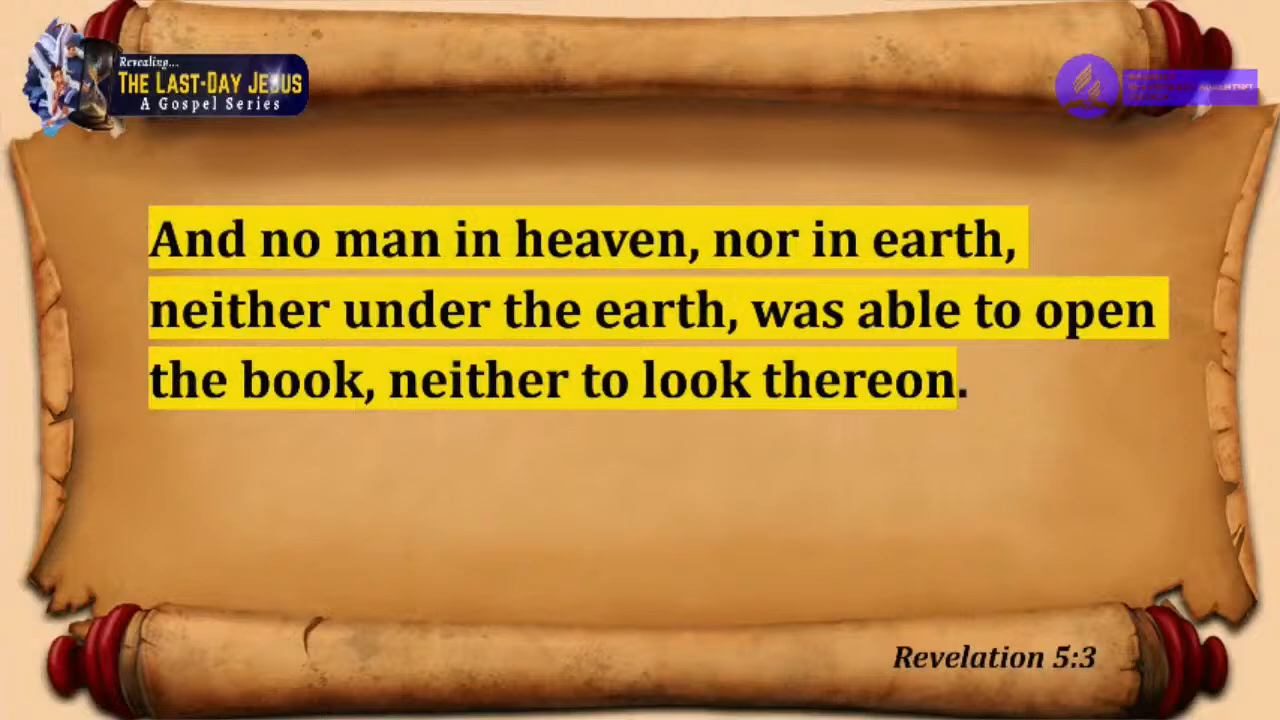 Revealing...
THE LAST-DAY JESUS
A Gospel Series
And no man in heaven, nor in earth,
neither under the earth, was able to open
the book, neither to look thereon.
Revelation 5:3